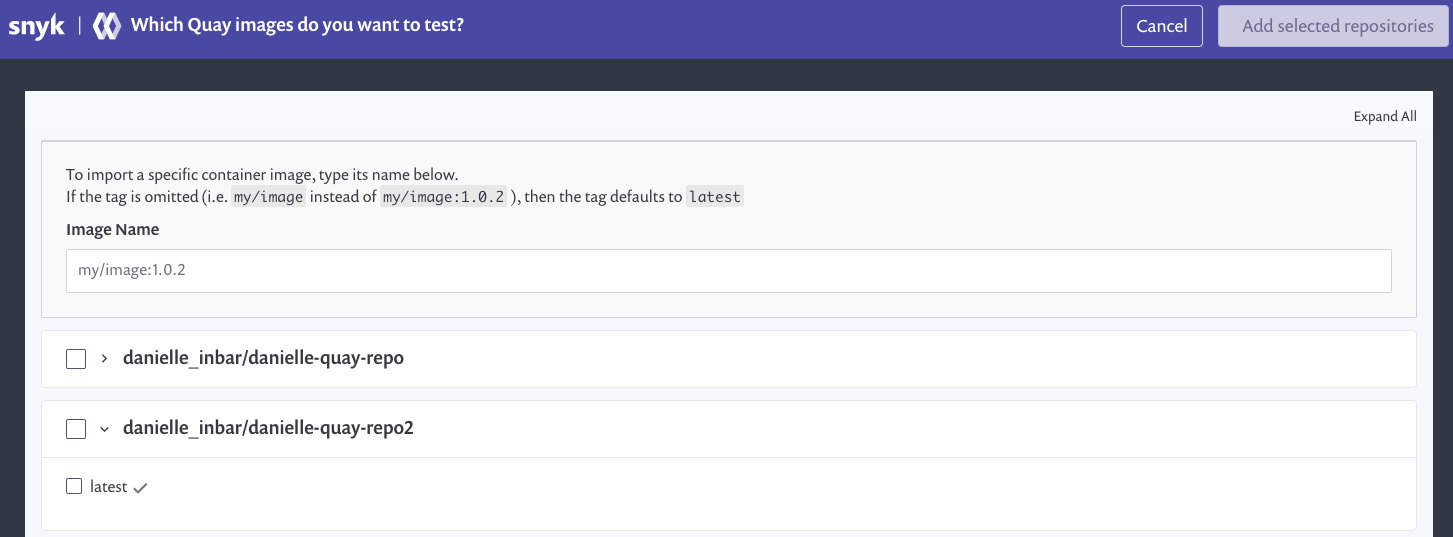 snyk | Which Quay images do you want to test?
Cancel
Add selected repositories
Expand All
To import a specific container image, type its name below.
If the tag is omitted (i.e. my/image instead of my/image:1.0.2 ), then the tag defaults to latest
Image Name
my/image:1.0.2
danielle_inbar/danielle-quay-repo
danielle_inbar/danielle-quay-repo2
latest